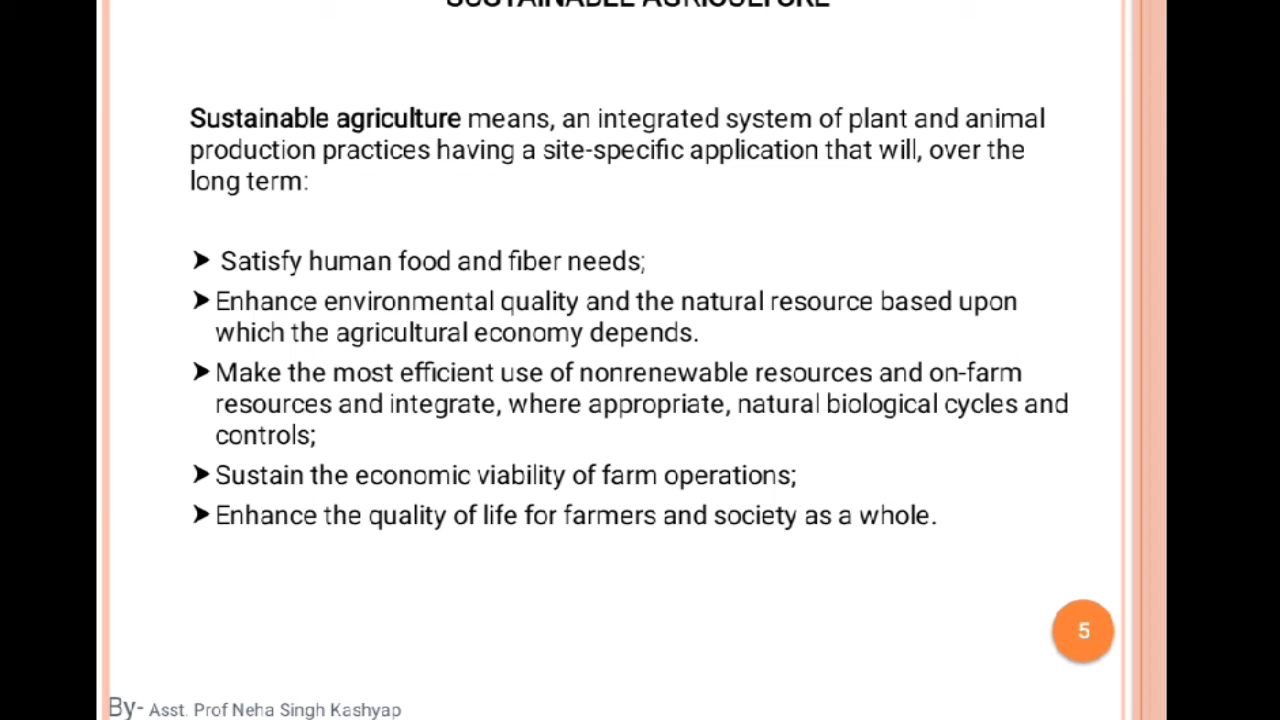 SUSTAINABLE AGRICULTURE
Sustainable agriculture means, an integrated system of plant and animal
production practices having a site-specific application that will, over the
long term:
➤ Satisfy human food and fiber needs;
➤ Enhance environmental quality and the natural resource based upon
which the agricultural economy depends.
➤ Make the most efficient use of nonrenewable resources and on-farm
resources and integrate, where appropriate, natural biological cycles and
controls;
➤ Sustain the economic viability of farm operations;
➤ Enhance the quality of life for farmers and society as a whole.
5
By- Asst. Prof Neha Singh Kashyap